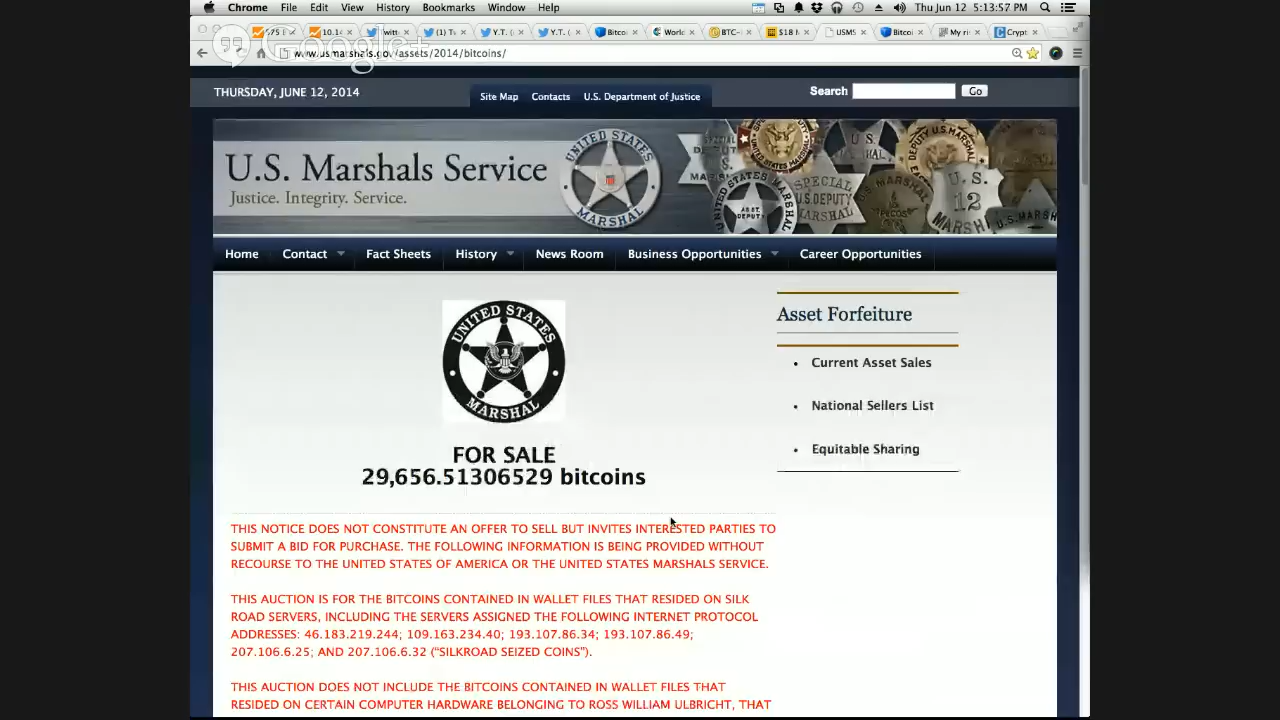 Chrome File Edit View History Bookmarks Window Help Thu Jun 12 5:13:57 PM
Google+
www.usmarshals.gov/assets/2014/bitcoins/
THURSDAY, JUNE 12, 2014
Site Map Contacts U.S. Department of Justice
Search Go
U.S. Marshals Service
Justice. Integrity. Service.
UNITED STATES
MARSHAL
SPECIAL
U.S. DEPUTY
MARSHAL
U.S.
12
Home Contact Fact Sheets History News Room Business Opportunities Career Opportunities
UNITED STATES
MARSHAL
FOR SALE
29,656.51306529 bitcoins
THIS NOTICE DOES NOT CONSTITUTE AN OFFER TO SELL BUT INVITES INTERESTED PARTIES TO
SUBMIT A BID FOR PURCHASE. THE FOLLOWING INFORMATION IS BEING PROVIDED WITHOUT
RECOURSE TO THE UNITED STATES OF AMERICA OR THE UNITED STATES MARSHALS SERVICE.
THIS AUCTION IS FOR THE BITCOINS CONTAINED IN WALLET FILES THAT RESIDED ON SILK
ROAD SERVERS, INCLUDING THE SERVERS ASSIGNED THE FOLLOWING INTERNET PROTOCOL
ADDRESSES: 46.183.219.244; 109.163.234.40; 193.107.86.34; 193.107.86.49;
207.106.6.25; AND 207.106.6.32 (“SILKROAD SEIZED COINS”).
THIS AUCTION DOES NOT INCLUDE THE BITCOINS CONTAINED IN WALLET FILES THAT
RESIDED ON CERTAIN COMPUTER HARDWARE BELONGING TO ROSS WILLIAM ULBRICHT, THAT
Asset Forfeiture
Current Asset Sales
National Sellers List
Equitable Sharing